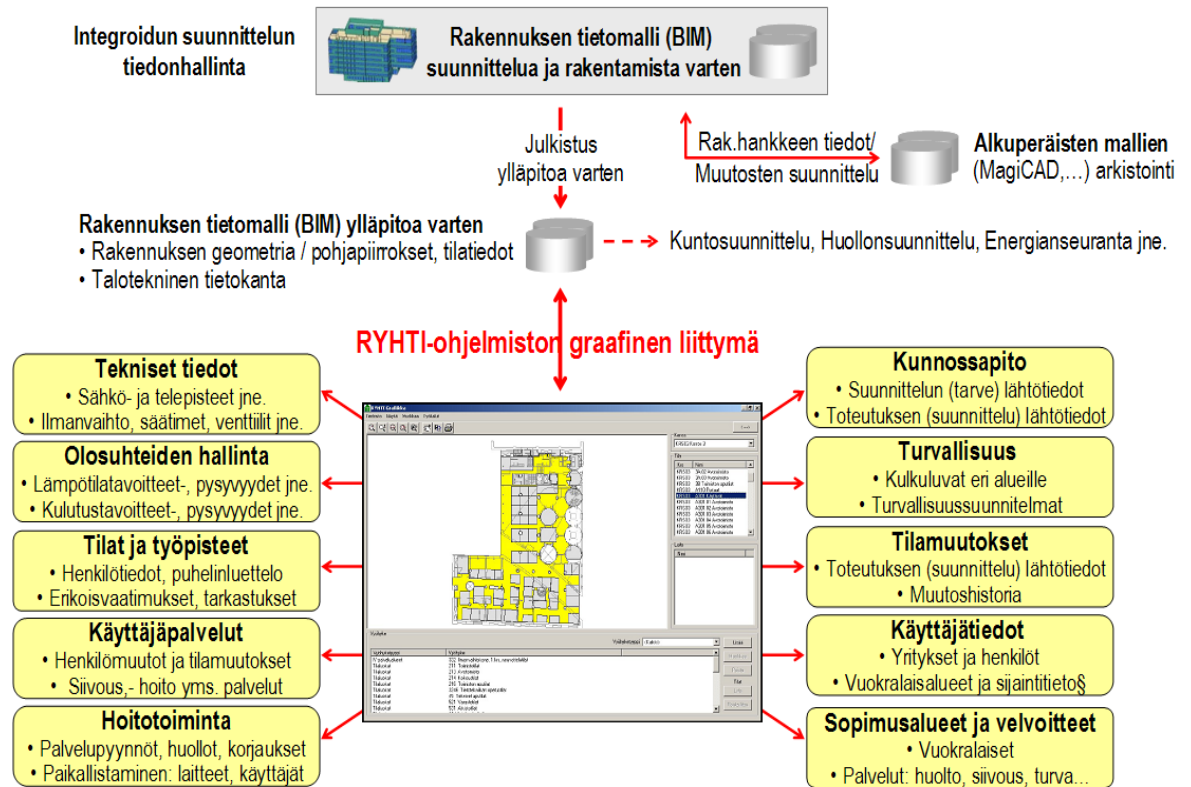 Integroidun suunnittelun
tiedonhallinta
Rakennuksen tietomalli (BIM)
suunnittelua ja rakentamista varten
Julkistus
ylläpitoa varten
Rak.hankkeen tiedot/
Muutosten suunnittelu
Alkuperäisten mallien
(MagiCAD,…) arkistointi
Rakennuksen tietomalli (BIM) ylläpitoa varten
• Rakennuksen geometria / pohjapiirrokset, tilatiedot
• Talotekninen tietokanta
Kuntosuunnittelu, Huollonsuunnittelu, Energianseuranta jne.
RYHTI-ohjelmiston graafinen liittymä
Tekniset tiedot
• Sähkö- ja telepisteet jne.
• Ilmanvaihto, säätimet, venttiilit jne.
Olosuhteiden hallinta
• Lämpötilatavoitteet-, pysyvyydet jne.
• Kulutustavoitteet-, pysyvyydet jne.
Tilat ja työpisteet
• Henkilötiedot, puhelinluettelo
• Erikoisvaatimukset, tarkastukset
Käyttäjäpalvelut
• Henkilömuutot ja tilamuutokset
• Siivous,- hoito yms. palvelut
Hoitotoiminta
• Palvelupyynnöt, huollot, korjaukset
• Paikallistaminen: laitteet, käyttäjät
RYHTI Grafiikka
Kunnossapito
• Suunnittelun (tarve) lähtötiedot
• Toteutuksen (suunnittelu) lähtötiedot
Turvallisuus
• Kulkuluvat eri alueille
• Turvallisuussuunnitelmat
Tilamuutokset
• Toteutuksen (suunnittelu) lähtötiedot
• Muutoshistoria
Käyttäjätiedot
• Yritykset ja henkilöt
• Vuokralaisalueet ja sijaintitieto§
Sopimusalueet ja velvoitteet
• Vuokralaiset
• Palvelut: huolto, siivous, turva…